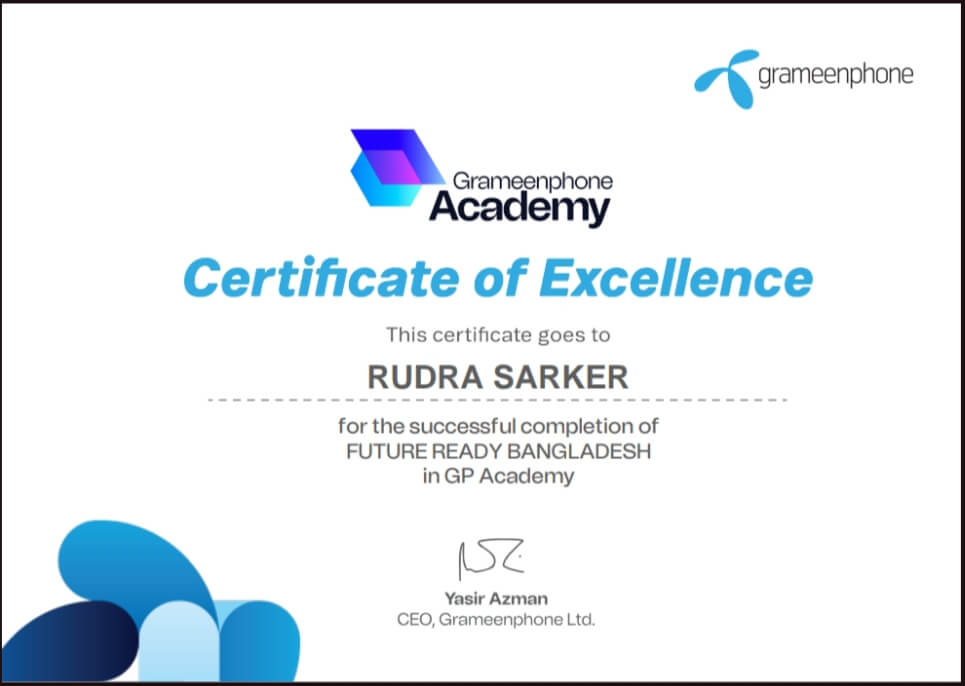 grameenphone
Grameenphone
Academy
Certificate of Excellence
This certificate goes to
RUDRA SARKER
for the successful completion of
FUTURE READY BANGLADESH
in GP Academy
Yasir Azman
CEO, Grameenphone Ltd.